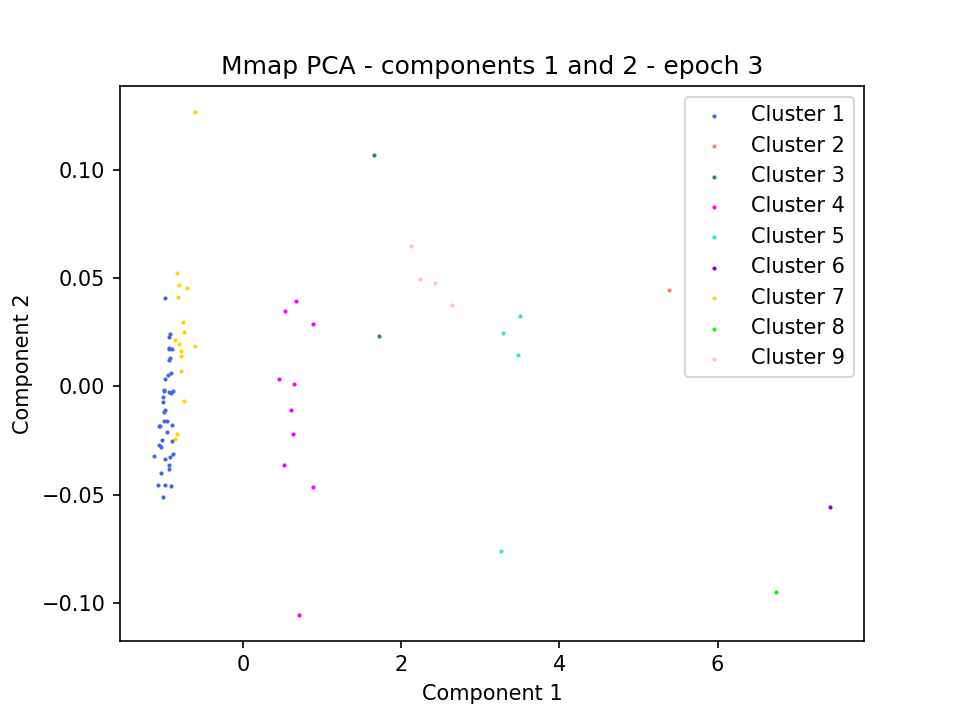 Mmap PCA - components 1 and 2 - epoch 3
Cluster 1
Cluster 2
Cluster 3
Cluster 4
Cluster 5
Cluster 6
Cluster 7
Cluster 8
Cluster 9
Component 2
0.10
0.05
0.00
−0.05
−0.10
0 2 4 6
Component 1